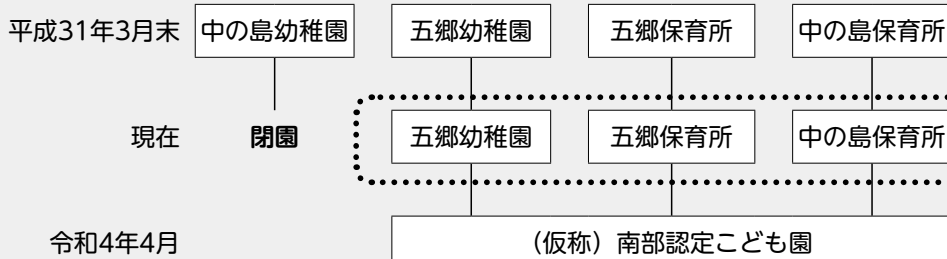 平成31年3月末 中の島幼稚園 五郷幼稚園 五郷保育所 中の島保育所
現在 閉園 五郷幼稚園 五郷保育所 中の島保育所
令和4年4月 （仮称）南部認定こども園